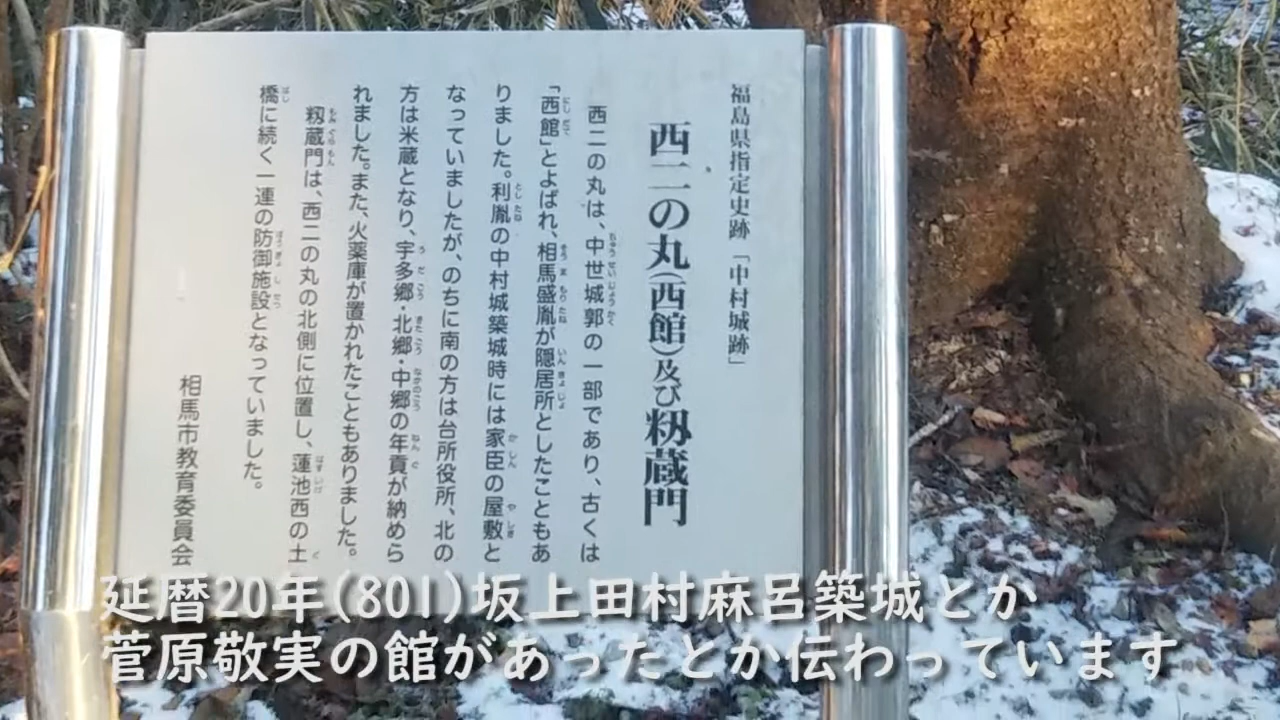 福島県指定史跡「中村城跡」
西二の丸(西館)及び籾蔵門
西二の丸は、中世城郭の一部であり、古くは
「西館」とよばれ、相馬盛胤が隠居所としたこともあ
りました。利胤の中村城築城時には家臣の屋敷と
なっていましたが、のちに南の方は台所役所、北の
方は米蔵となり、宇多郷・北郷・中郷の年貢が納めら
れました。また、火薬庫が置かれたこともありました。
籾蔵門は、西二の丸の北側に位置し、蓮池西の土
橋に続く一連の防御施設となっていました。
相馬市教育委員会
延暦20年(801)坂上田村麻呂築城とか
菅原敬実の館があったとか伝わっています